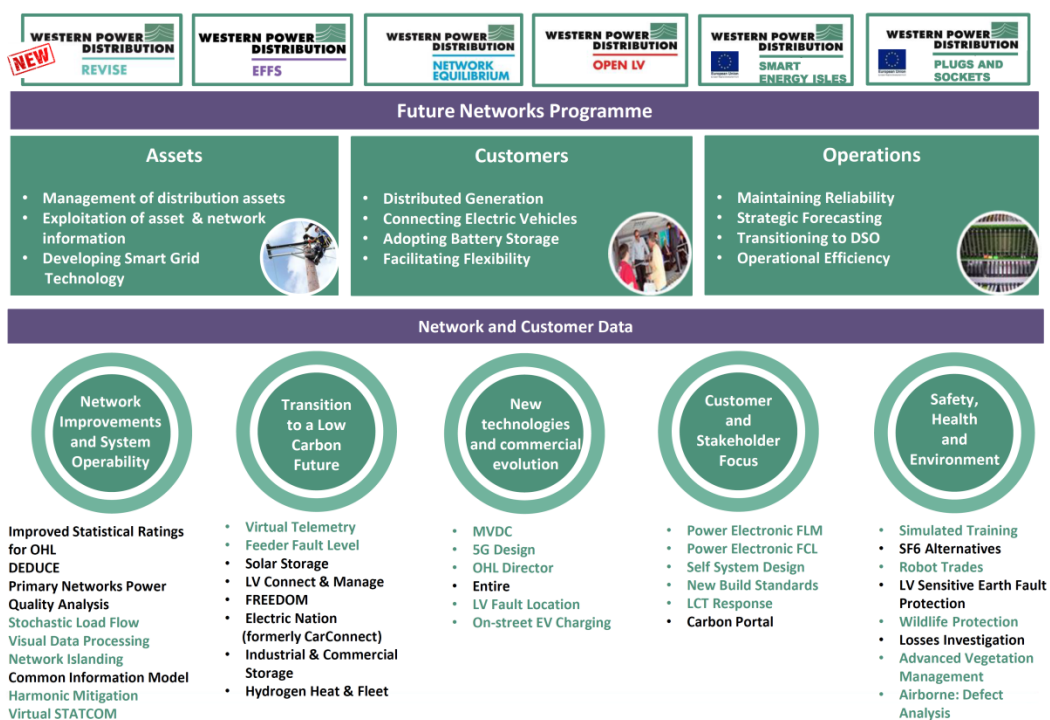 NEW
WESTERN POWER
DISTRIBUTION
REVISE
WESTERN POWER
DISTRIBUTION
EFFS
WESTERN POWER
DISTRIBUTION
NETWORK
EQUILIBRIUM
WESTERN POWER
DISTRIBUTION
OPEN LV
WESTERN POWER
DISTRIBUTION
European Union
SMART
ENERGY ISLES
WESTERN POWER
DISTRIBUTION
European Union
PLUGS AND
SOCKETS
Future Networks Programme
Assets
• Management of distribution assets
• Exploitation of asset & network
information
• Developing Smart Grid
Technology
Customers
• Distributed Generation
• Connecting Electric Vehicles
• Adopting Battery Storage
• Facilitating Flexibility
Operations
• Maintaining Reliability
• Strategic Forecasting
• Transitioning to DSO
• Operational Efficiency
Network and Customer Data
Network
Improvements
and System
Operability
Improved Statistical Ratings
for OHL
DEDUCE
Primary Networks Power
Quality Analysis
Stochastic Load Flow
Visual Data Processing
Network Islanding
Common Information Model
Harmonic Mitigation
Virtual STATCOM
Transition
to a Low
Carbon
Future
• Virtual Telemetry
• Feeder Fault Level
• Solar Storage
• LV Connect & Manage
• FREEDOM
• Electric Nation
(formerly CarConnect)
• Industrial & Commercial
Storage
• Hydrogen Heat & Fleet
New
technologies
and commercial
evolution
• MVDC
• 5G Design
• OHL Director
• Entire
• LV Fault Location
• On-street EV Charging
Customer
and
Stakeholder
Focus
• Power Electronic FLM
• Power Electronic FCL
• Self System Design
• New Build Standards
• LCT Response
• Carbon Portal
Safety,
Health
and
Environment
• Simulated Training
• SF6 Alternatives
• Robot Trades
• LV Sensitive Earth Fault
Protection
• Wildlife Protection
• Losses Investigation
• Advanced Vegetation
Management
• Airborne: Defect
Analysis